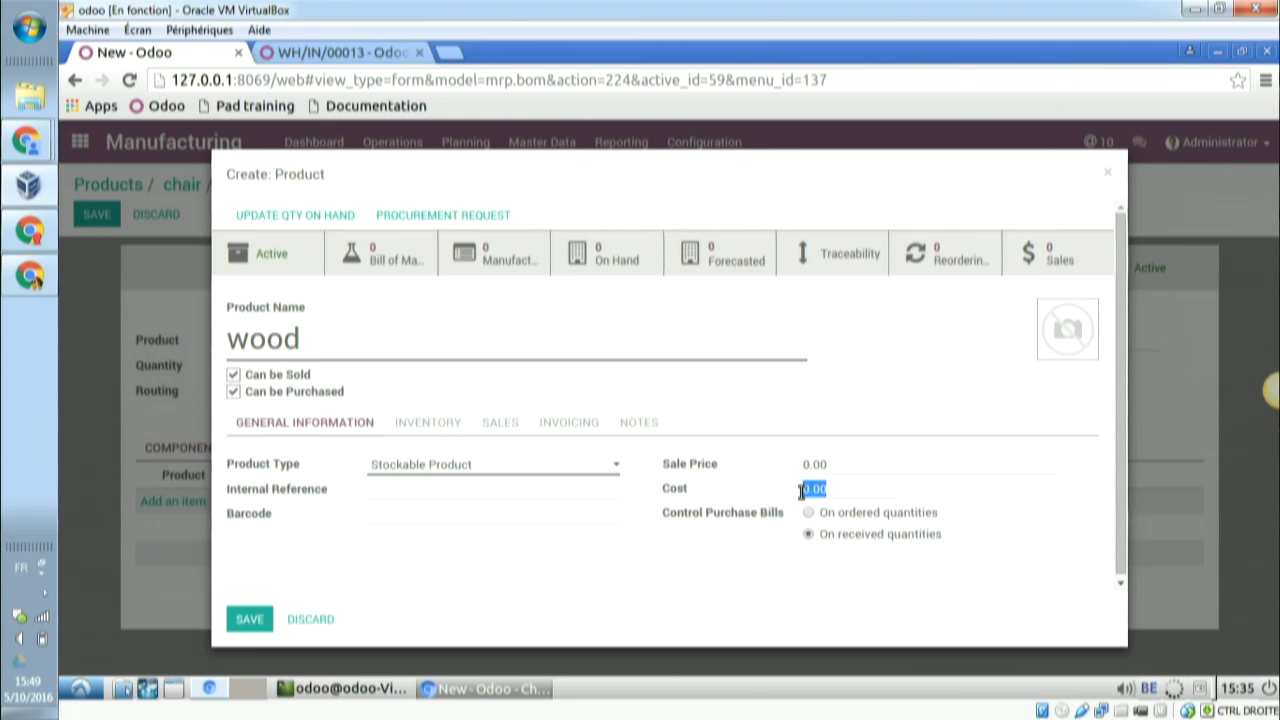 odoo [En fonction] - Oracle VM VirtualBox
Machine Écran Périphériques Aide
New - Odoo × WH/IN/00013 - Odoo ×
127.0.0.1:8069/web#view_type=form&model=mrp.bom&action=224&active_id=59&menu_id=137
Apps Odoo Pad training Documentation
Manufacturing Dashboard Operations Planning Master Data Reporting Configuration @ 10 Administrator
Create: Product ×
Products / chair /
SAVE DISCARD
UPDATE QTY ON HAND PROCUREMENT REQUEST
Active
0 Bill of Ma...
0 Manufact...
0 On Hand
0 Forecasted
Traceability
0 Reorderin...
0 Sales
Active
Product Name
wood
Product
Quantity
Routing
Can be Sold
Can be Purchased
GENERAL INFORMATION INVENTORY SALES INVOICING NOTES
COMPONEN
Product
Add an item
Product Type Stockable Product
Internal Reference
Barcode
Sale Price 0.00
Cost 0.00
Control Purchase Bills On ordered quantities
On received quantities
SAVE DISCARD
FR
15:49
5/10/2016
odoo@odoo-Vi... New - Odoo - Ch... BE 15:35
CTRL DROITE